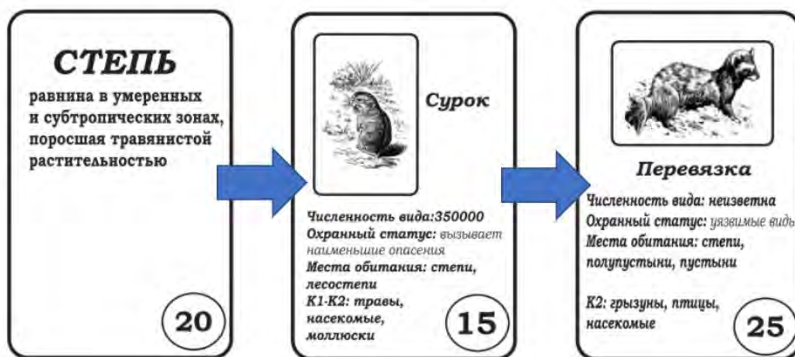 СТЕПЬ
равнина в умеренных
и субтропических зонах,
поросшая травянистой
растительностью
20
Сурок
Численность вида:350000
Охранный статус: вызывает
наименьшие опасения
Места обитания: степи,
лесостепи
К1-К2: травы,
насекомые,
моллюски
15
Перевязка
Численность вида: неизветна
Охранный статус: уязвимые видь
Места обитания: степи,
полупустыни, пустыни
К2: грызуны, птицы,
насекомые
25